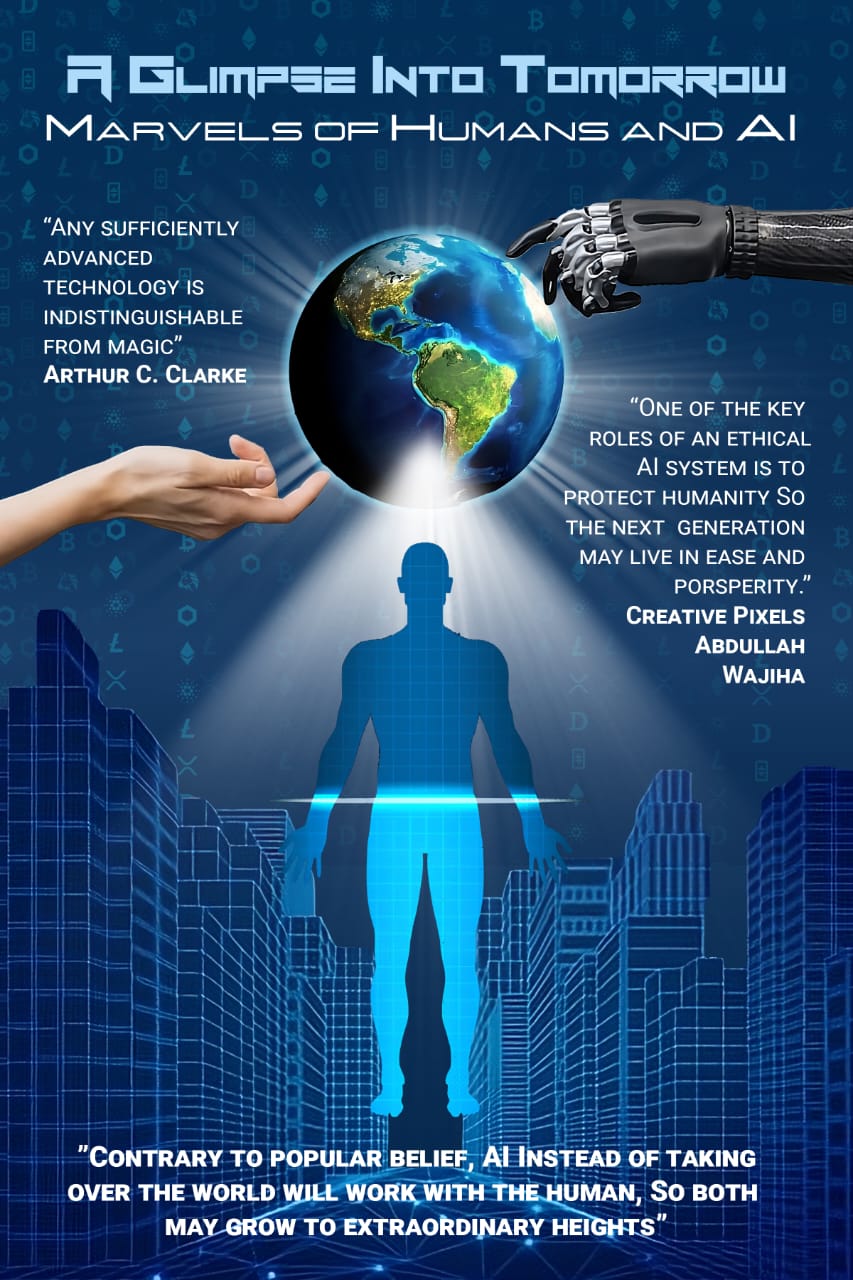 A Glimpse Into Tomorrow
Marvels of Humans and AI
“Any sufficiently
advanced
technology is
indistinguishable
from magic”
Arthur C. Clarke
“One of the key
roles of an ethical
AI system is to
protect humanity So
the next generation
may live in ease and
porsperity.”
Creative Pixels
Abdullah
Wajiha
”Contrary to popular belief, AI Instead of taking
over the world will work with the human, So both
may grow to extraordinary heights”